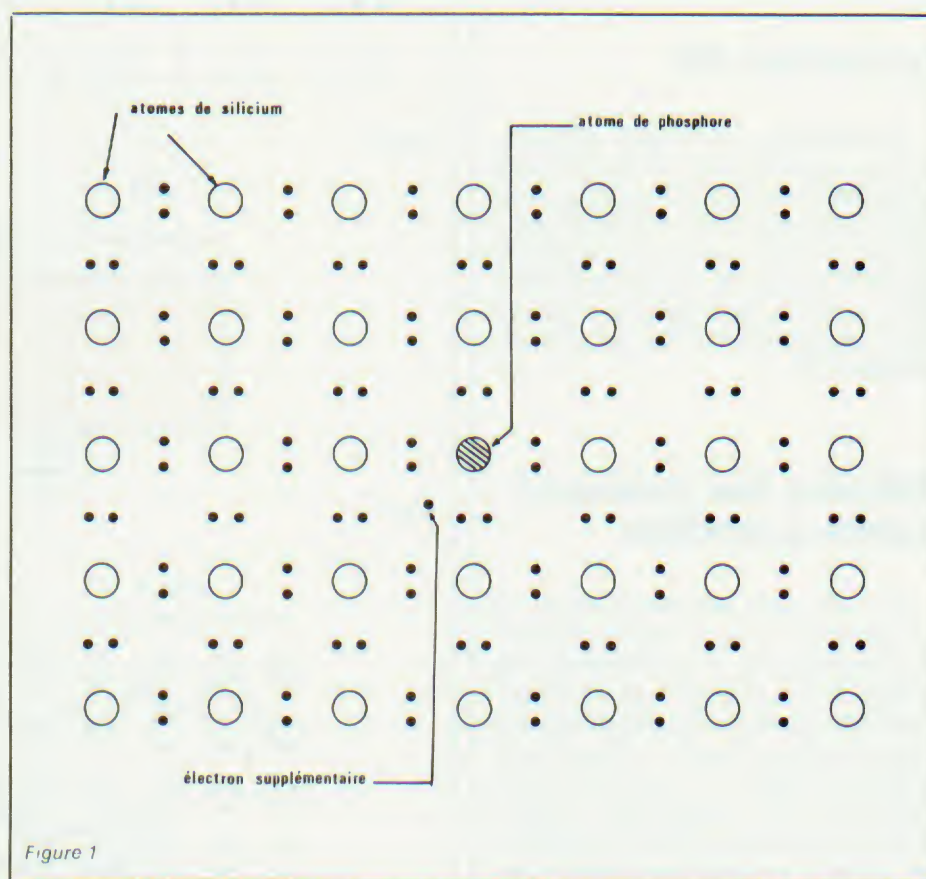 atomes de silicium
atome de phosphore
électron supplémentaire
Figure 1